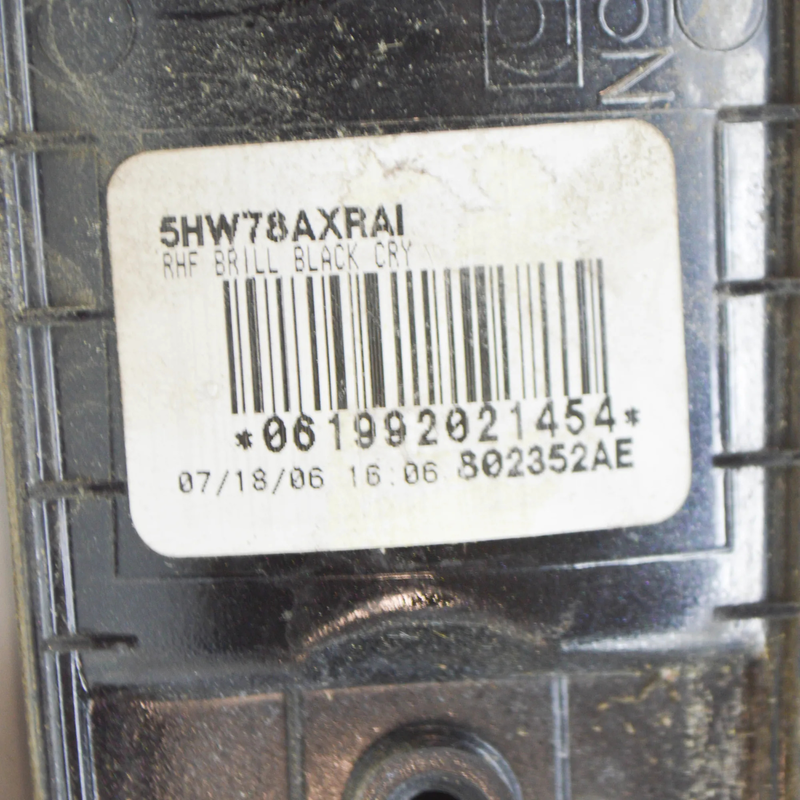 5HW78AXRAI
RHF BRILL BLACK CRY
*061992021454*
07/18/06 16:06 802352AE